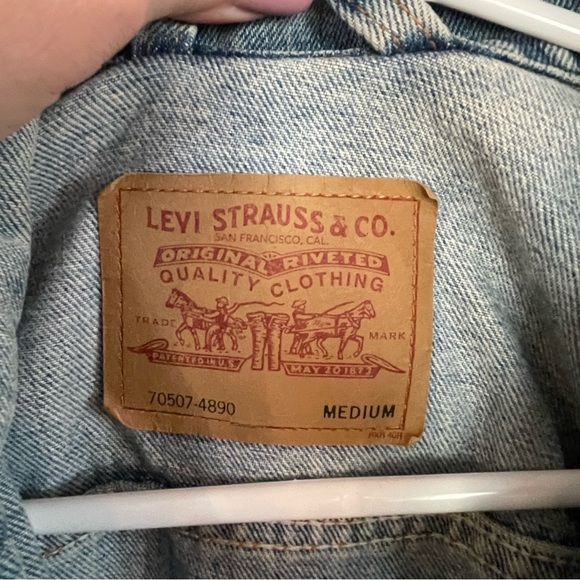 LEVI STRAUSS & CO.
SAN FRANCISCO, CAL.
ORIGINAL RIVETED
QUALITY CLOTHING
TRADE MARK
PATENTED IN U.S. MAY 20 1873
70507-4890 MEDIUM